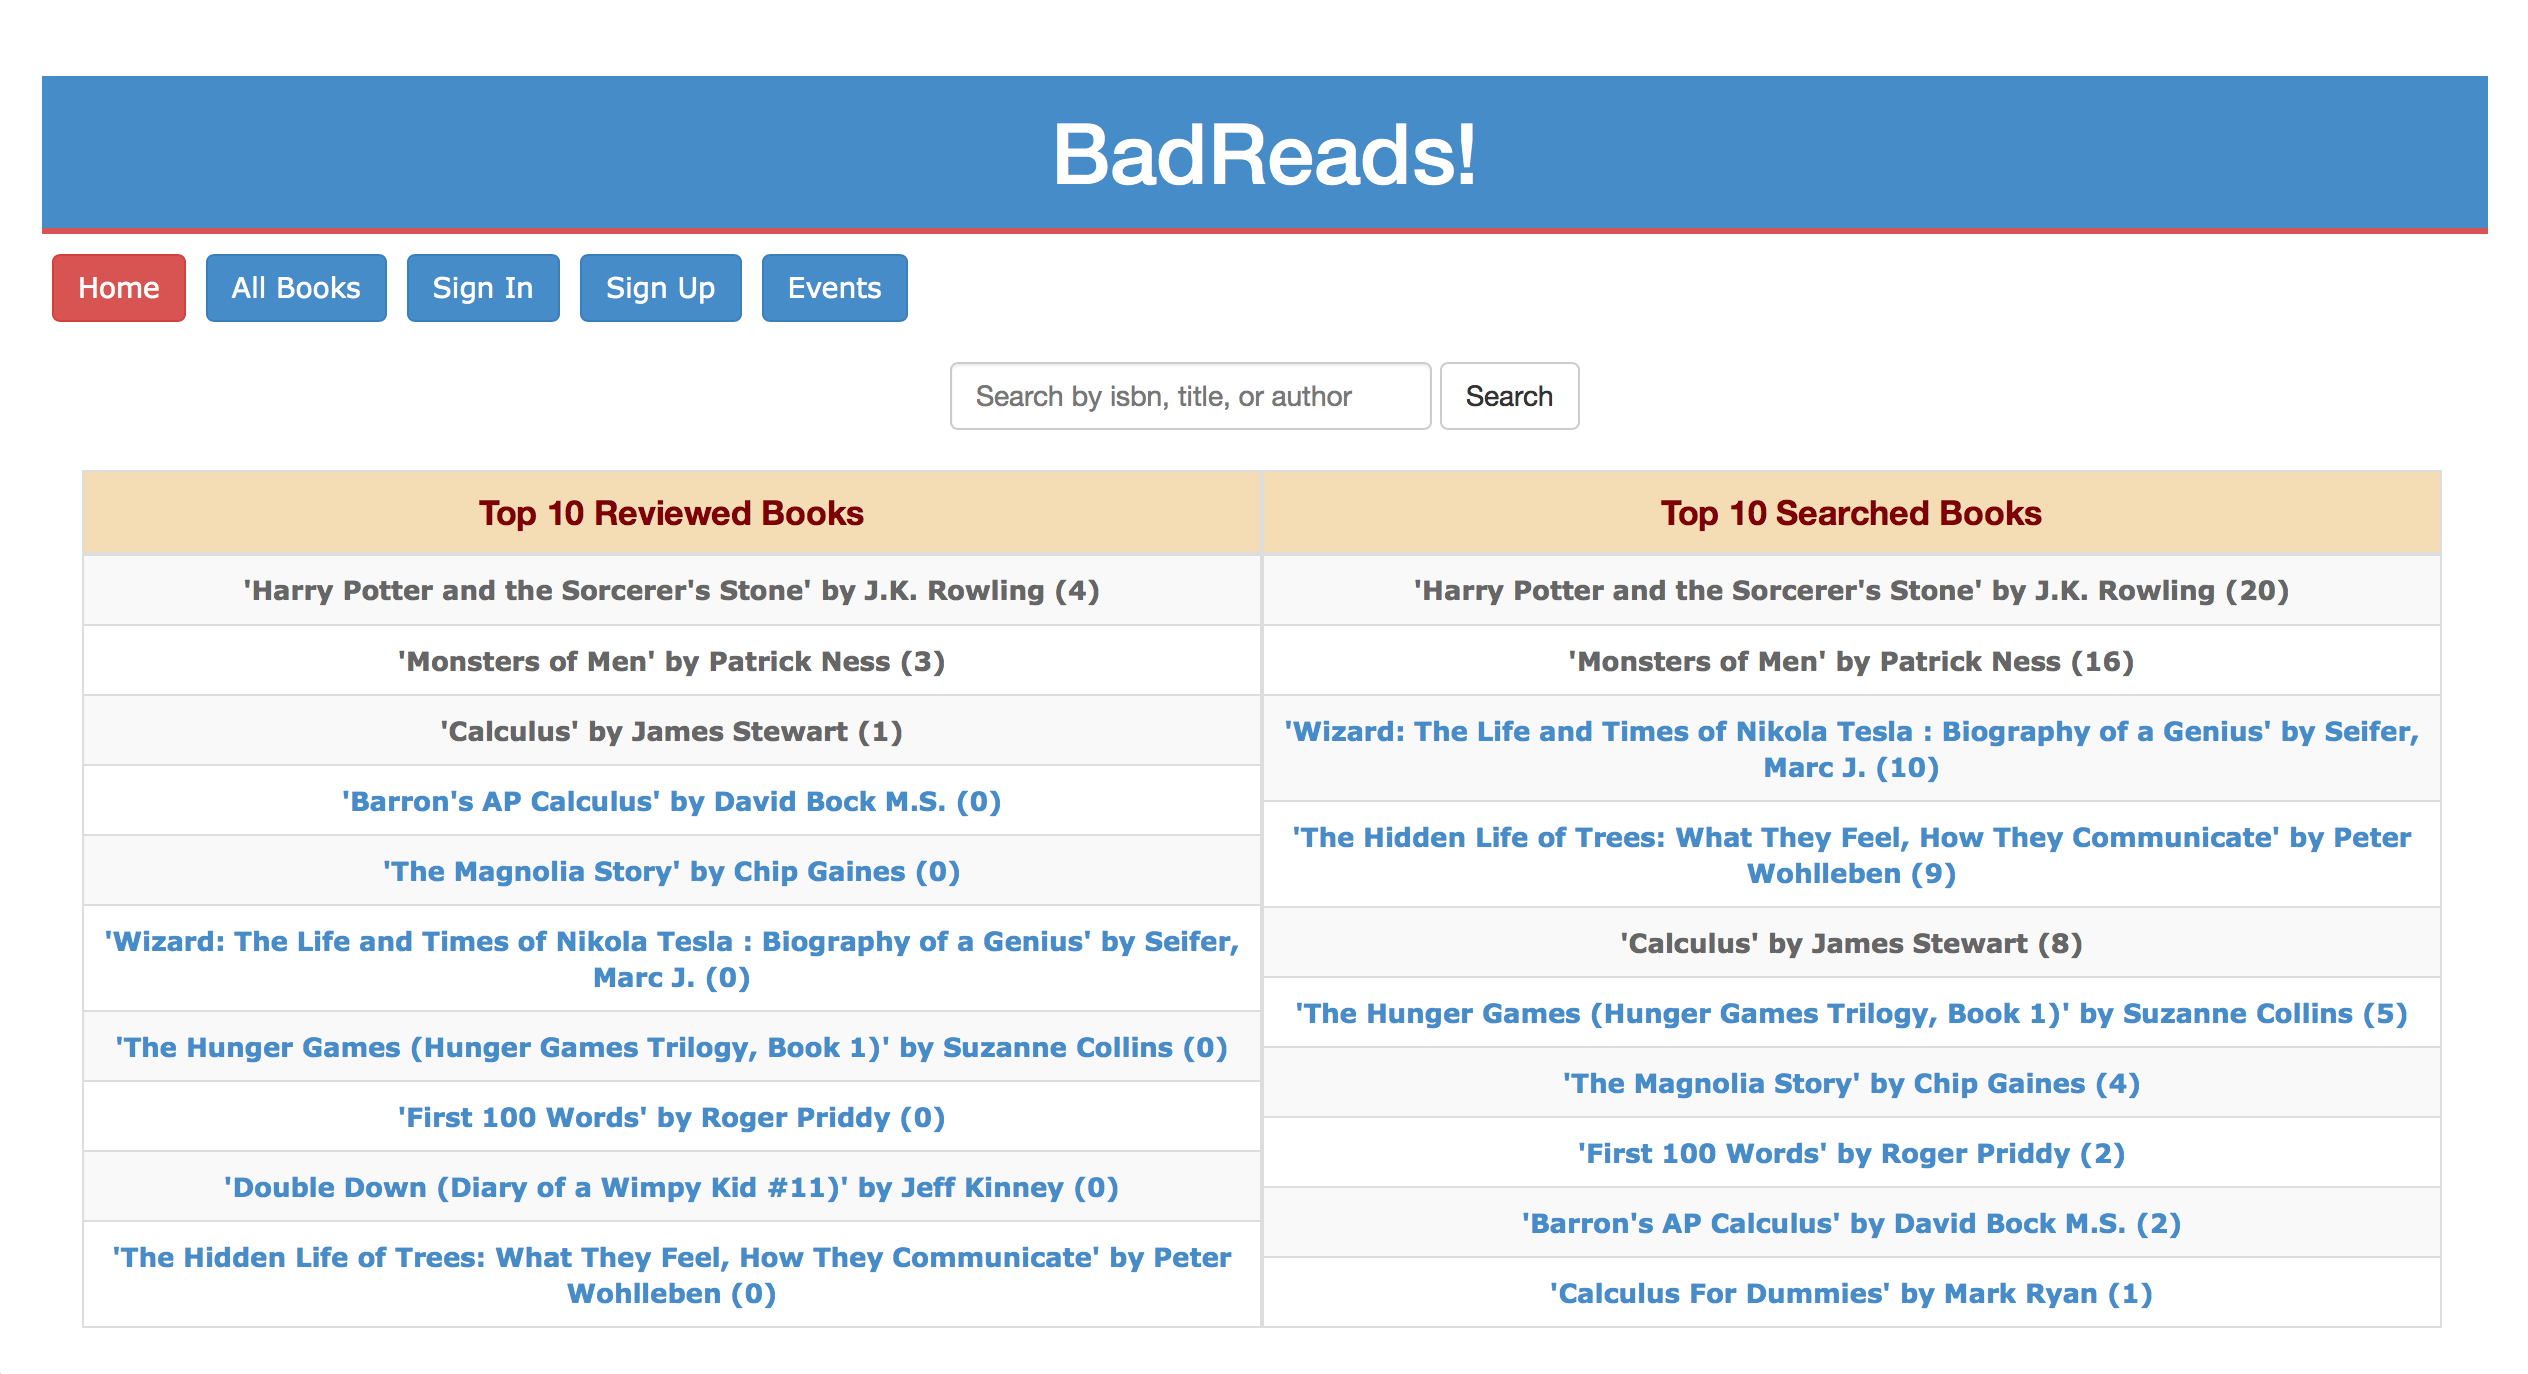 BadReads!
Home
All Books
Sign In
Sign Up
Events
Search by isbn, title, or author
Search
Top 10 Reviewed Books
'Harry Potter and the Sorcerer's Stone' by J.K. Rowling (4)
'Monsters of Men' by Patrick Ness (3)
'Calculus' by James Stewart (1)
'Barron's AP Calculus' by David Bock M.S. (0)
'The Magnolia Story' by Chip Gaines (0)
'Wizard: The Life and Times of Nikola Tesla : Biography of a Genius' by Seifer,
Marc J. (0)
'The Hunger Games (Hunger Games Trilogy, Book 1)' by Suzanne Collins (0)
'First 100 Words' by Roger Priddy (0)
'Double Down (Diary of a Wimpy Kid #11)' by Jeff Kinney (0)
'The Hidden Life of Trees: What They Feel, How They Communicate' by Peter
Wohlleben (0)
Top 10 Searched Books
'Harry Potter and the Sorcerer's Stone' by J.K. Rowling (20)
'Monsters of Men' by Patrick Ness (16)
'Wizard: The Life and Times of Nikola Tesla : Biography of a Genius' by Seifer,
Marc J. (10)
'The Hidden Life of Trees: What They Feel, How They Communicate' by Peter
Wohlleben (9)
'Calculus' by James Stewart (8)
'The Hunger Games (Hunger Games Trilogy, Book 1)' by Suzanne Collins (5)
'The Magnolia Story' by Chip Gaines (4)
'First 100 Words' by Roger Priddy (2)
'Barron's AP Calculus' by David Bock M.S. (2)
'Calculus For Dummies' by Mark Ryan (1)